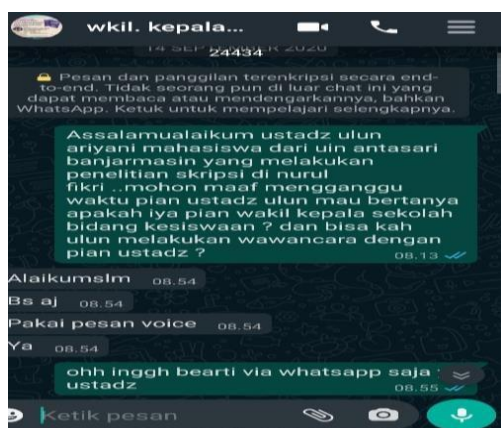 wkil. kepala...
14 SEPTEMBER 2020
24434
Pesan dan panggilan terenkripsi secara end-
to-end. Tidak seorang pun di luar chat ini yang
dapat membaca atau mendengarkannya, bahkan
WhatsApp. Ketuk untuk mempelajari selengkapnya.
Assalamualaikum ustadz ulun
ariyani mahasiswa dari uin antasari
banjarmasin yang melakukan
penelitian skripsi di nurul
fikri ..mohon maaf mengganggu
waktu pian ustadz ulun mau bertanya
apakah iya pian wakil kepala sekolah
bidang kesiswaan ? dan bisa kah
ulun melakukan wawancara dengan
pian ustadz ?
08.13
Alaikumslm 08.54
Bs aj 08.54
Pakai pesan voice 08.54
Ya 08.54
ohh inggh bearti via whatsapp saja
ustadz
08.55
Ketik pesan